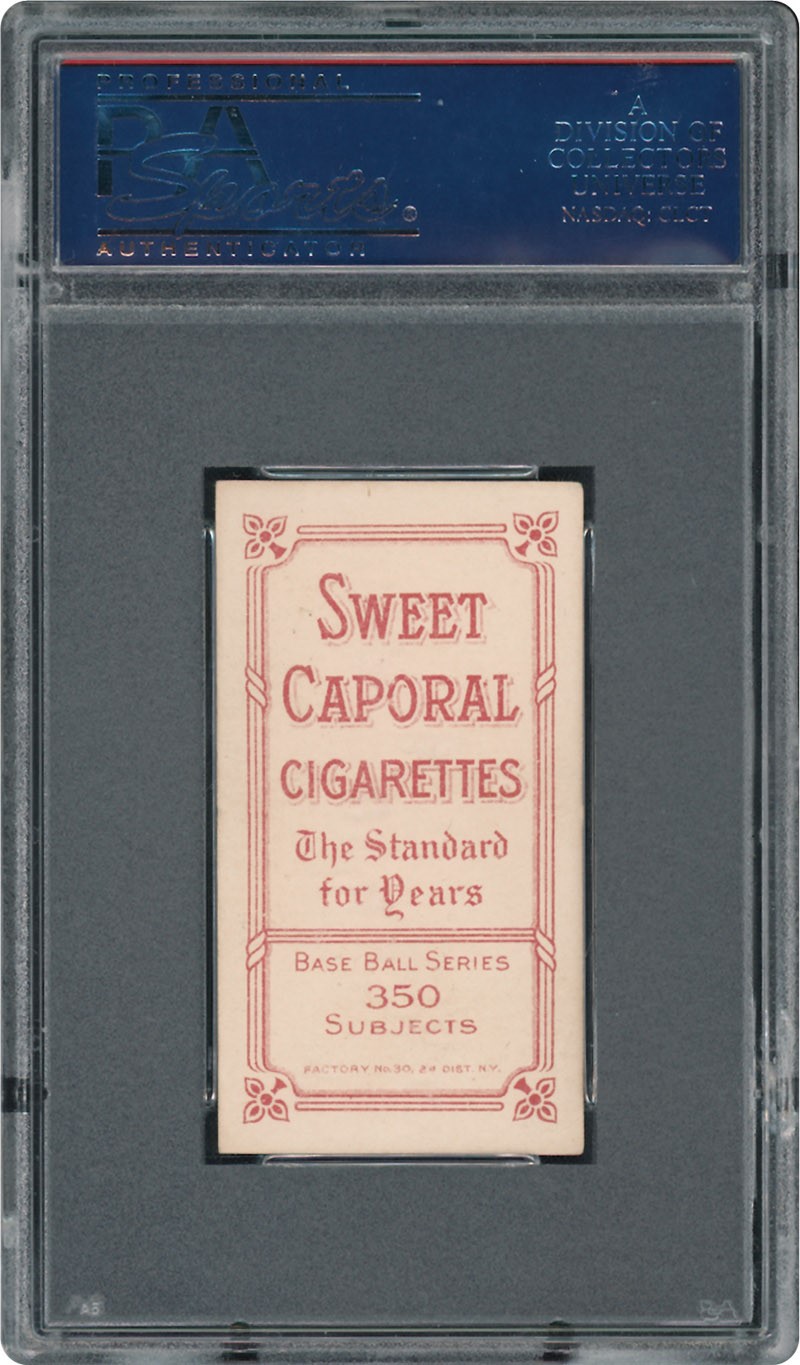 PROFESSIONAL
PSA
Sports ®
AUTHENTICATOR
A
DIVISION OF
COLLECTORS
UNIVERSE
NASDAQ: CLCT
SWEET
CAPORAL
CIGARETTES
The Standard
for Years
BASE BALL SERIES
350
SUBJECTS
FACTORY No. 30, 2d DIST. N.Y.
PSA